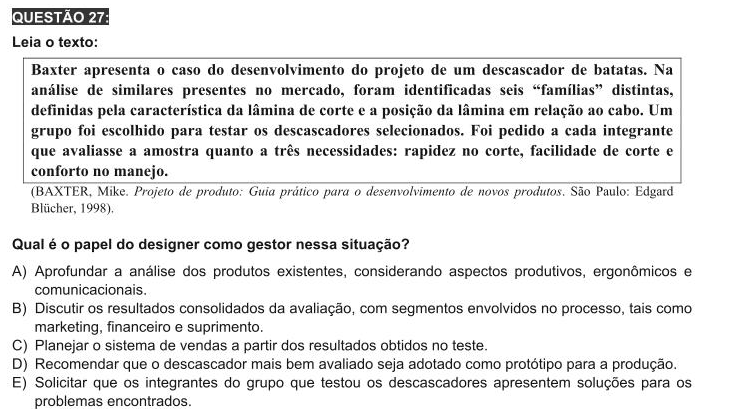 QUESTÃO 27:
Leia o texto:
Baxter apresenta o caso do desenvolvimento do projeto de um descascador de batatas. Na
análise de similares presentes no mercado, foram identificadas seis “famílias” distintas,
definidas pela característica da lâmina de corte e a posição da lâmina em relação ao cabo. Um
grupo foi escolhido para testar os descascadores selecionados. Foi pedido a cada integrante
que avaliasse a amostra quanto a três necessidades: rapidez no corte, facilidade de corte e
conforto no manejo.
(BAXTER, Mike. Projeto de produto: Guia prático para o desenvolvimento de novos produtos. São Paulo: Edgard
Blücher, 1998).
Qual é o papel do designer como gestor nessa situação?
A) Aprofundar a análise dos produtos existentes, considerando aspectos produtivos, ergonômicos e
comunicacionais.
B) Discutir os resultados consolidados da avaliação, com segmentos envolvidos no processo, tais como
marketing, financeiro e suprimento.
C) Planejar o sistema de vendas a partir dos resultados obtidos no teste.
D) Recomendar que o descascador mais bem avaliado seja adotado como protótipo para a produção.
E) Solicitar que os integrantes do grupo que testou os descascadores apresentem soluções para os
problemas encontrados.